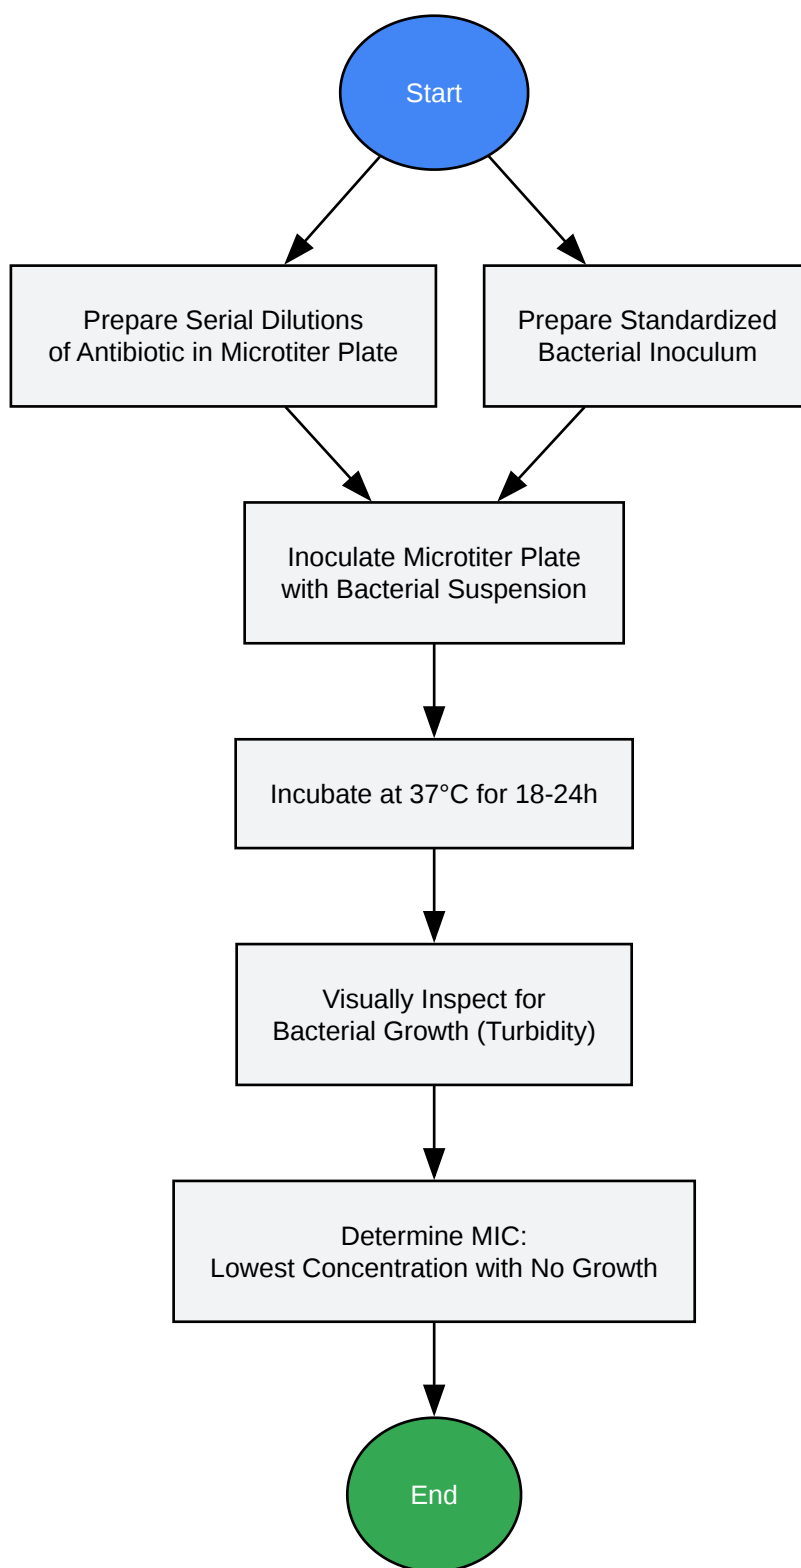 Start
Prepare Serial Dilutions
of Antibiotic in Microtiter Plate
Prepare Standardized
Bacterial Inoculum
Inoculate Microtiter Plate
with Bacterial Suspension
Incubate at 37°C for 18-24h
Visually Inspect for
Bacterial Growth (Turbidity)
Determine MIC:
Lowest Concentration with No Growth
End